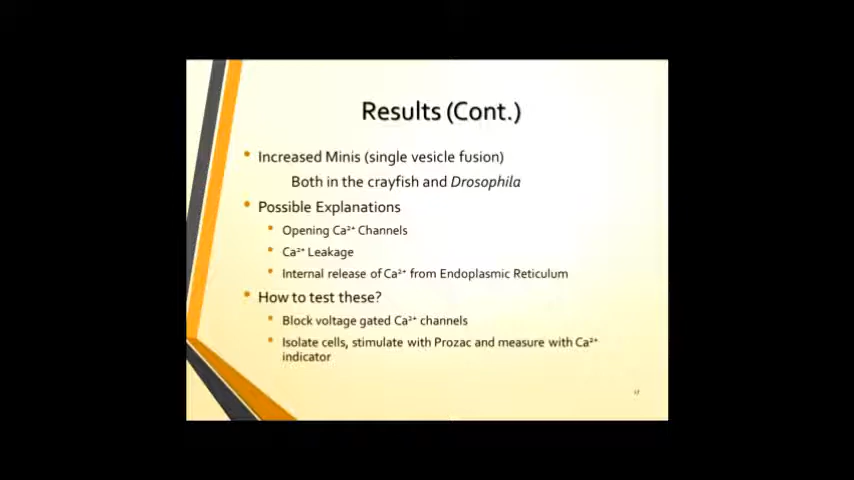 Results (Cont.)
• Increased Minis (single vesicle fusion)
Both in the crayfish and Drosophila
• Possible Explanations
• Opening Ca²⁺ Channels
• Ca²⁺ Leakage
• Internal release of Ca²⁺ from Endoplasmic Reticulum
• How to test these?
• Block voltage gated Ca²⁺ channels
• Isolate cells, stimulate with Prozac and measure with Ca²⁺
indicator